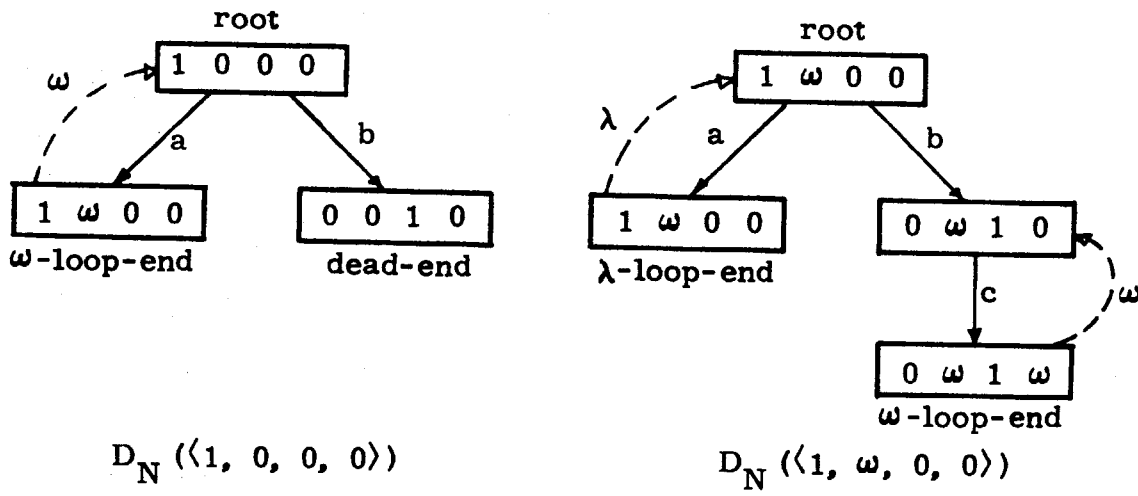 root
1 0 0 0
ω
a
b
1 ω 0 0
0 0 1 0
ω-loop-end
dead-end
D_N (⟨1, 0, 0, 0⟩)
root
1 ω 0 0
λ
a
b
1 ω 0 0
0 ω 1 0
λ-loop-end
c
ω
0 ω 1 ω
ω-loop-end
D_N (⟨1, ω, 0, 0⟩)